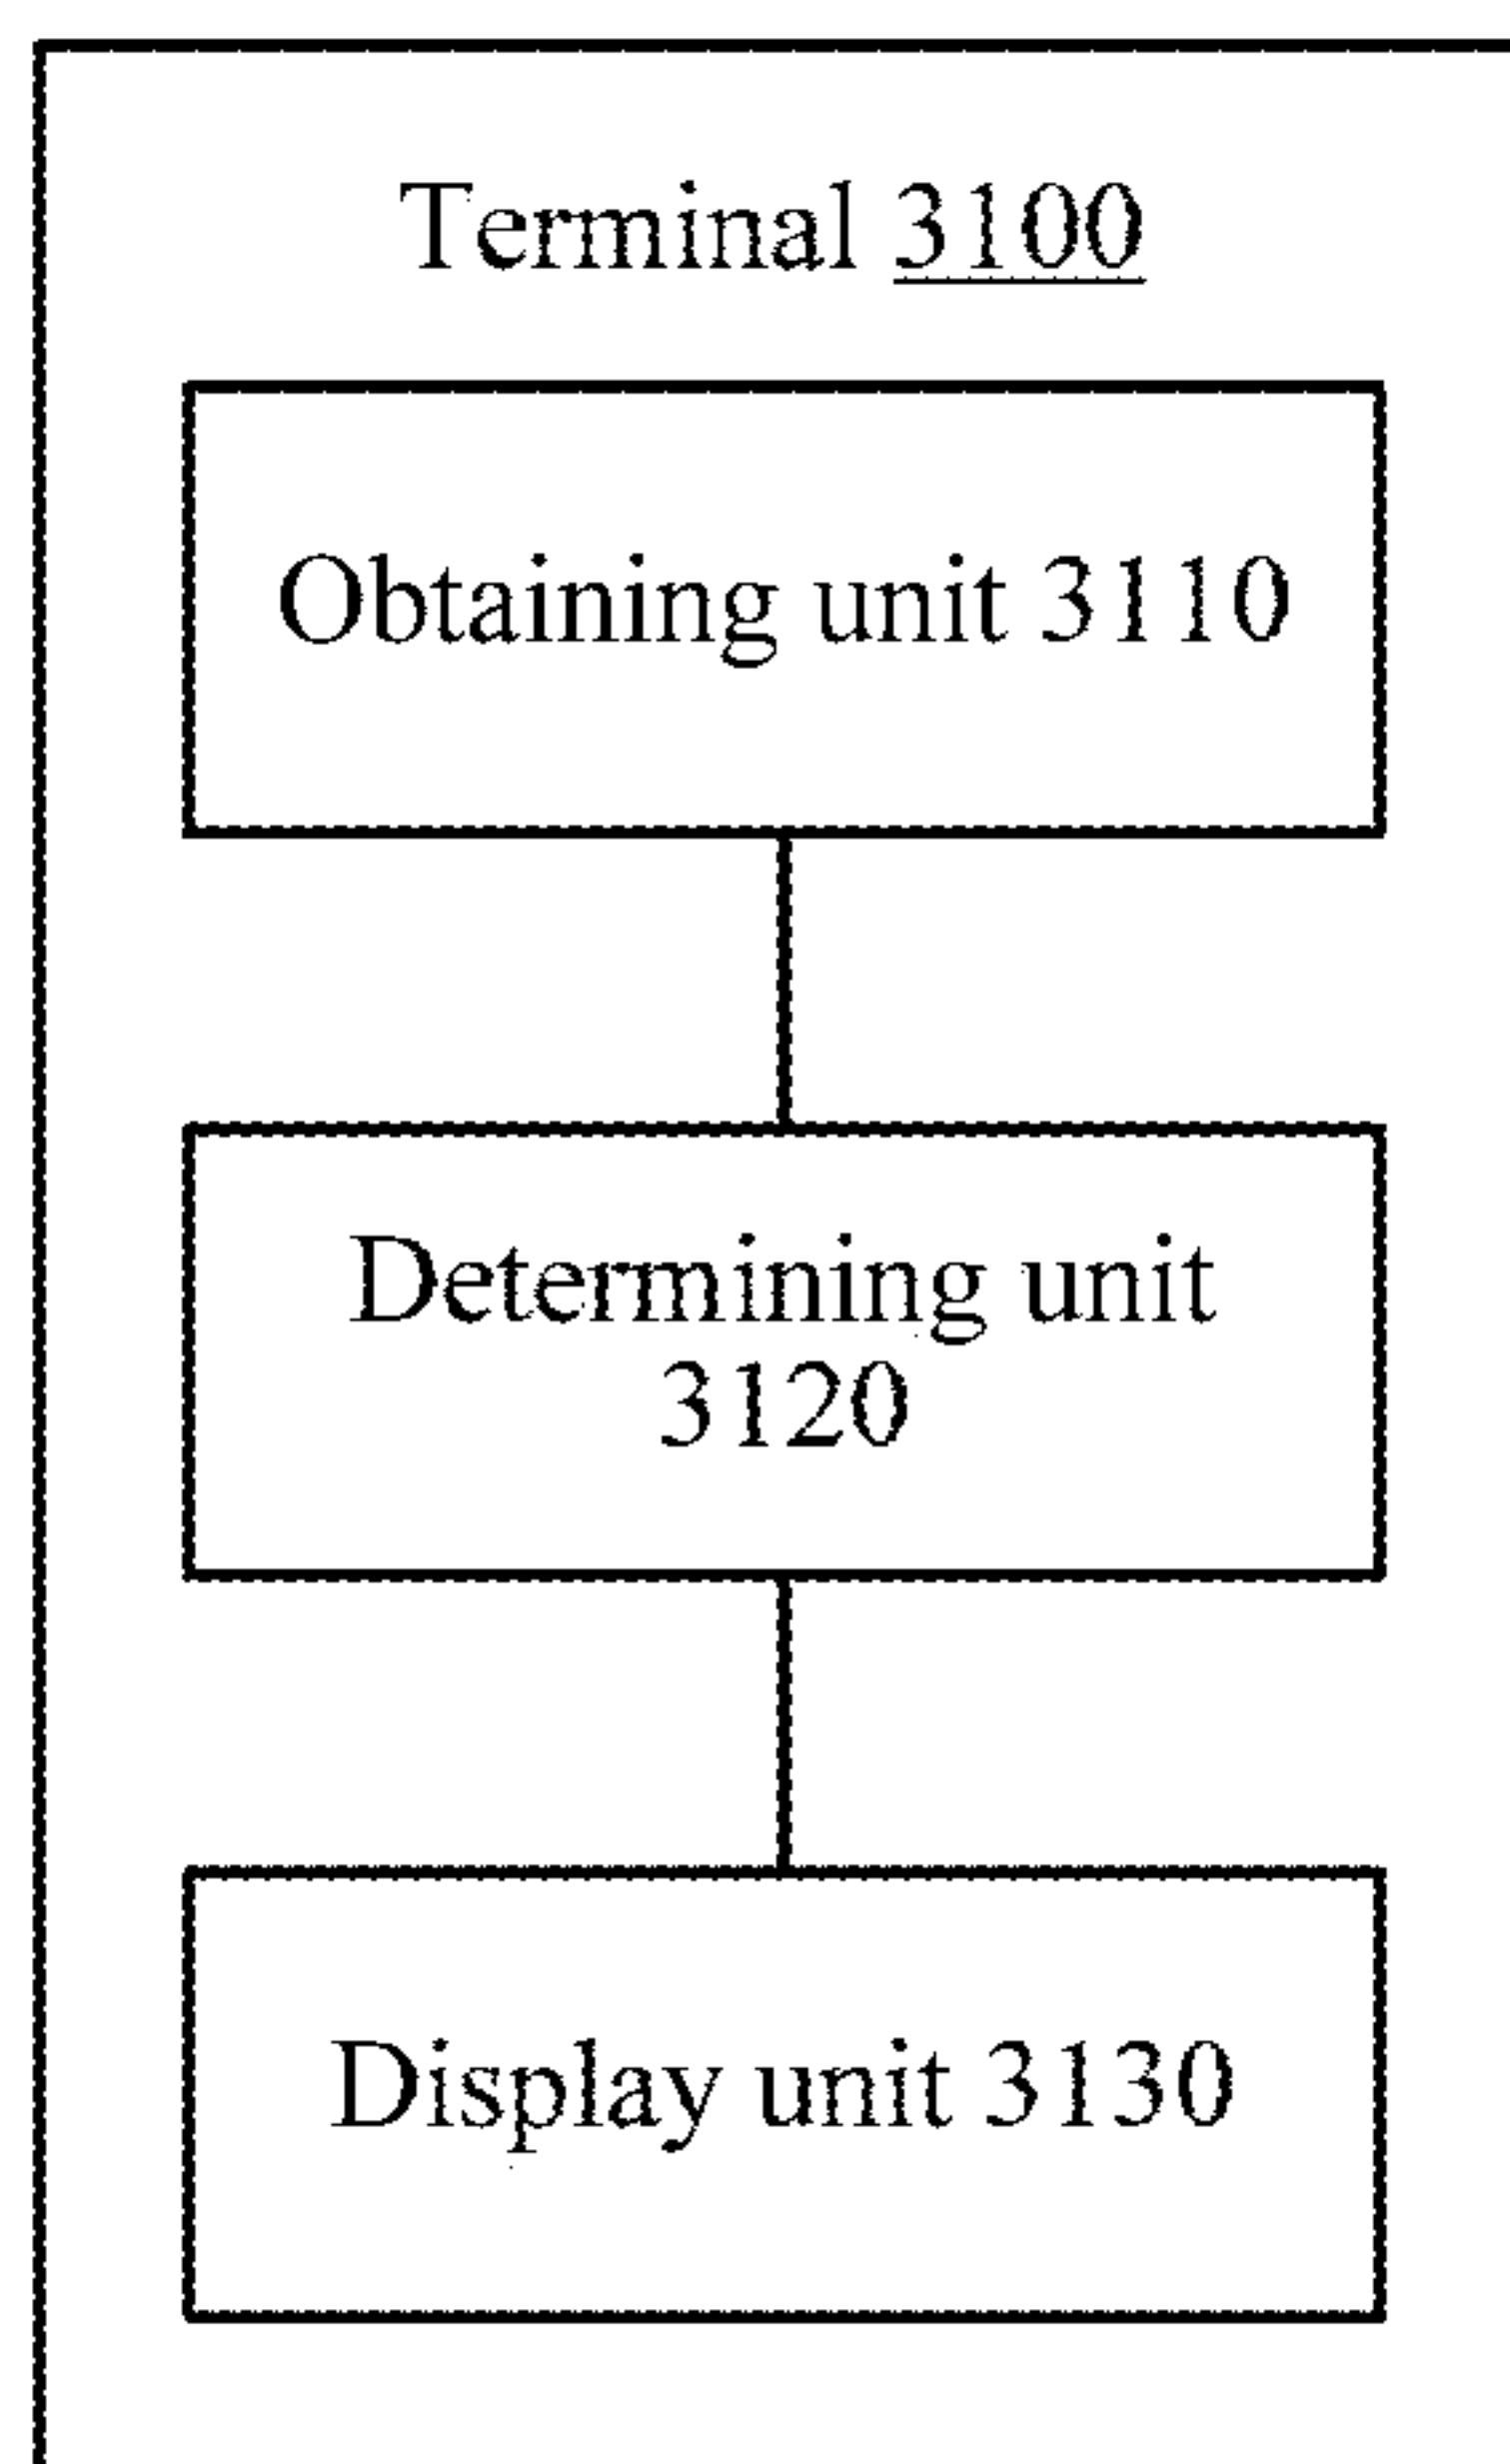 Terminal 3100
Obtaining unit 3110
Determining unit
3120
Display unit 3130